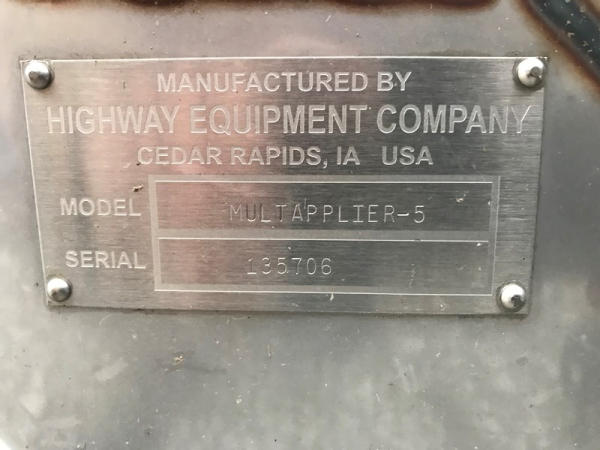 MANUFACTURED BY
HIGHWAY EQUIPMENT COMPANY
CEDAR RAPIDS, IA USA
MODEL MULTAPPLIER-5
SERIAL 135706